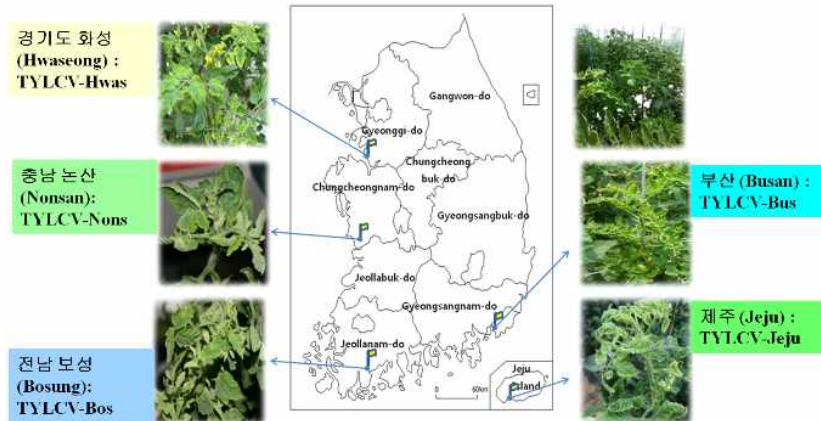 경기도 화성
(Hwaseong) :
TYLCV-Hwas
충남 논산
(Nonsan):
TYLCV-Nons
전남 보성
(Bosung):
TYLCV-Bos
Gangwon-do
Gyeonggi-do
Chungcheong
buk-do
Chungcheongnam-do
Gyeongsangbuk-do
Jeollabuk-do
Gyeongsangnam-do
Jeollanam-do
Jeju
Island
0 60km
부산 (Busan) :
TYLCV-Bus
제주 (Jeju) :
TYLCV-Jeju